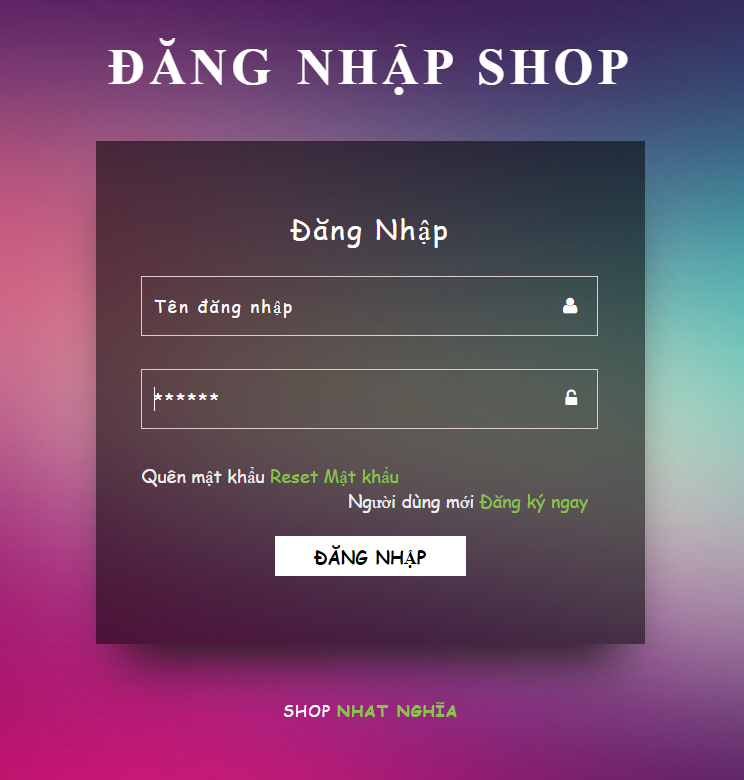 ĐĂNG NHẬP SHOP
Đăng Nhập
Tên đăng nhập
******
Quên mật khẩu Reset Mật khẩu
Người dùng mới Đăng ký ngay
ĐĂNG NHẬP
SHOP NHAT NGHĨA